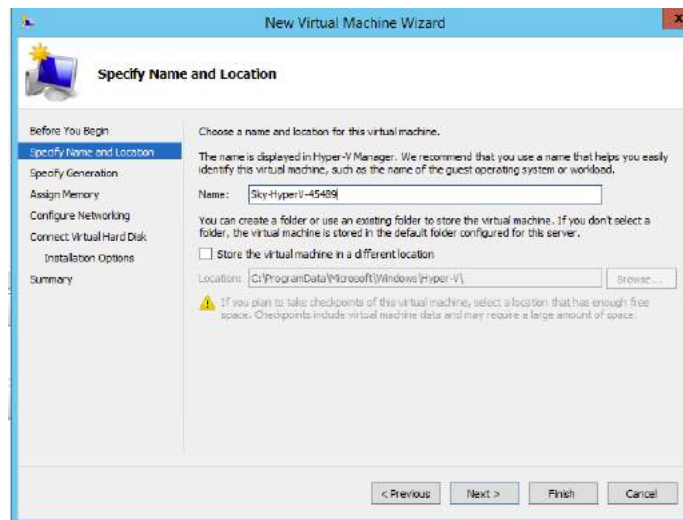 New Virtual Machine Wizard
x
Specify Name and Location
Before You Begin
Specify Name and Location
Specify Generation
Assign Memory
Configure Networking
Connect Virtual Hard Disk
Installation Options
Summary
Choose a name and location for this virtual machine.
The name is displayed in Hyper-V Manager. We recommend that you use a name that helps you easily
identify this virtual machine, such as the name of the guest operating system or workload.
Name: Sky-HyperV-45489
You can create a folder or use an existing folder to store the virtual machine. If you don't select a
folder, the virtual machine is stored in the default folder configured for this server.
Store the virtual machine in a different location
Location: C:\ProgramData\Microsoft\Windows\Hyper-V\ Browse...
If you plan to take checkpoints of this virtual machine, select a location that has enough free
space. Checkpoints include virtual machine data and may require a large amount of space.
< Previous Next > Finish Cancel